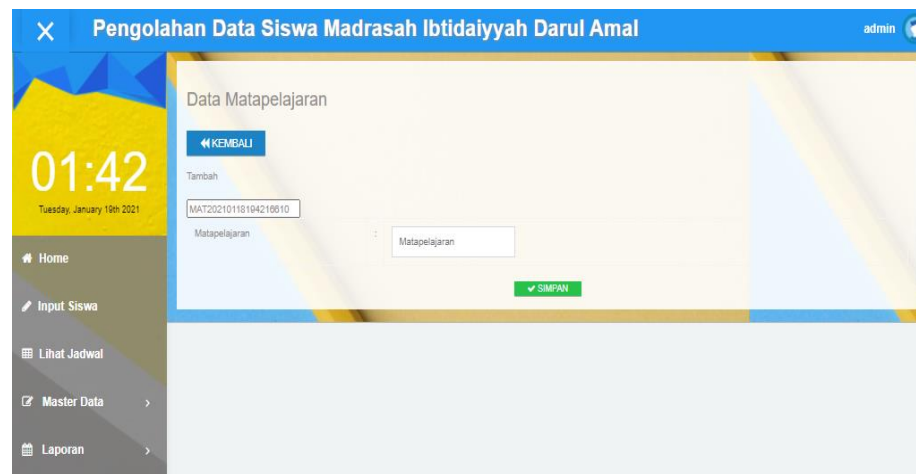 Pengolahan Data Siswa Madrasah Ibtidaiyyah Darul Amal
admin
01:42
Tuesday, January 19th 2021
Home
Input Siswa
Lihat Jadwal
Master Data
Laporan
Data Matapelajaran
KEMBALI
Tambah
MAT20210118194216610
Matapelajaran : Matapelajaran
SIMPAN